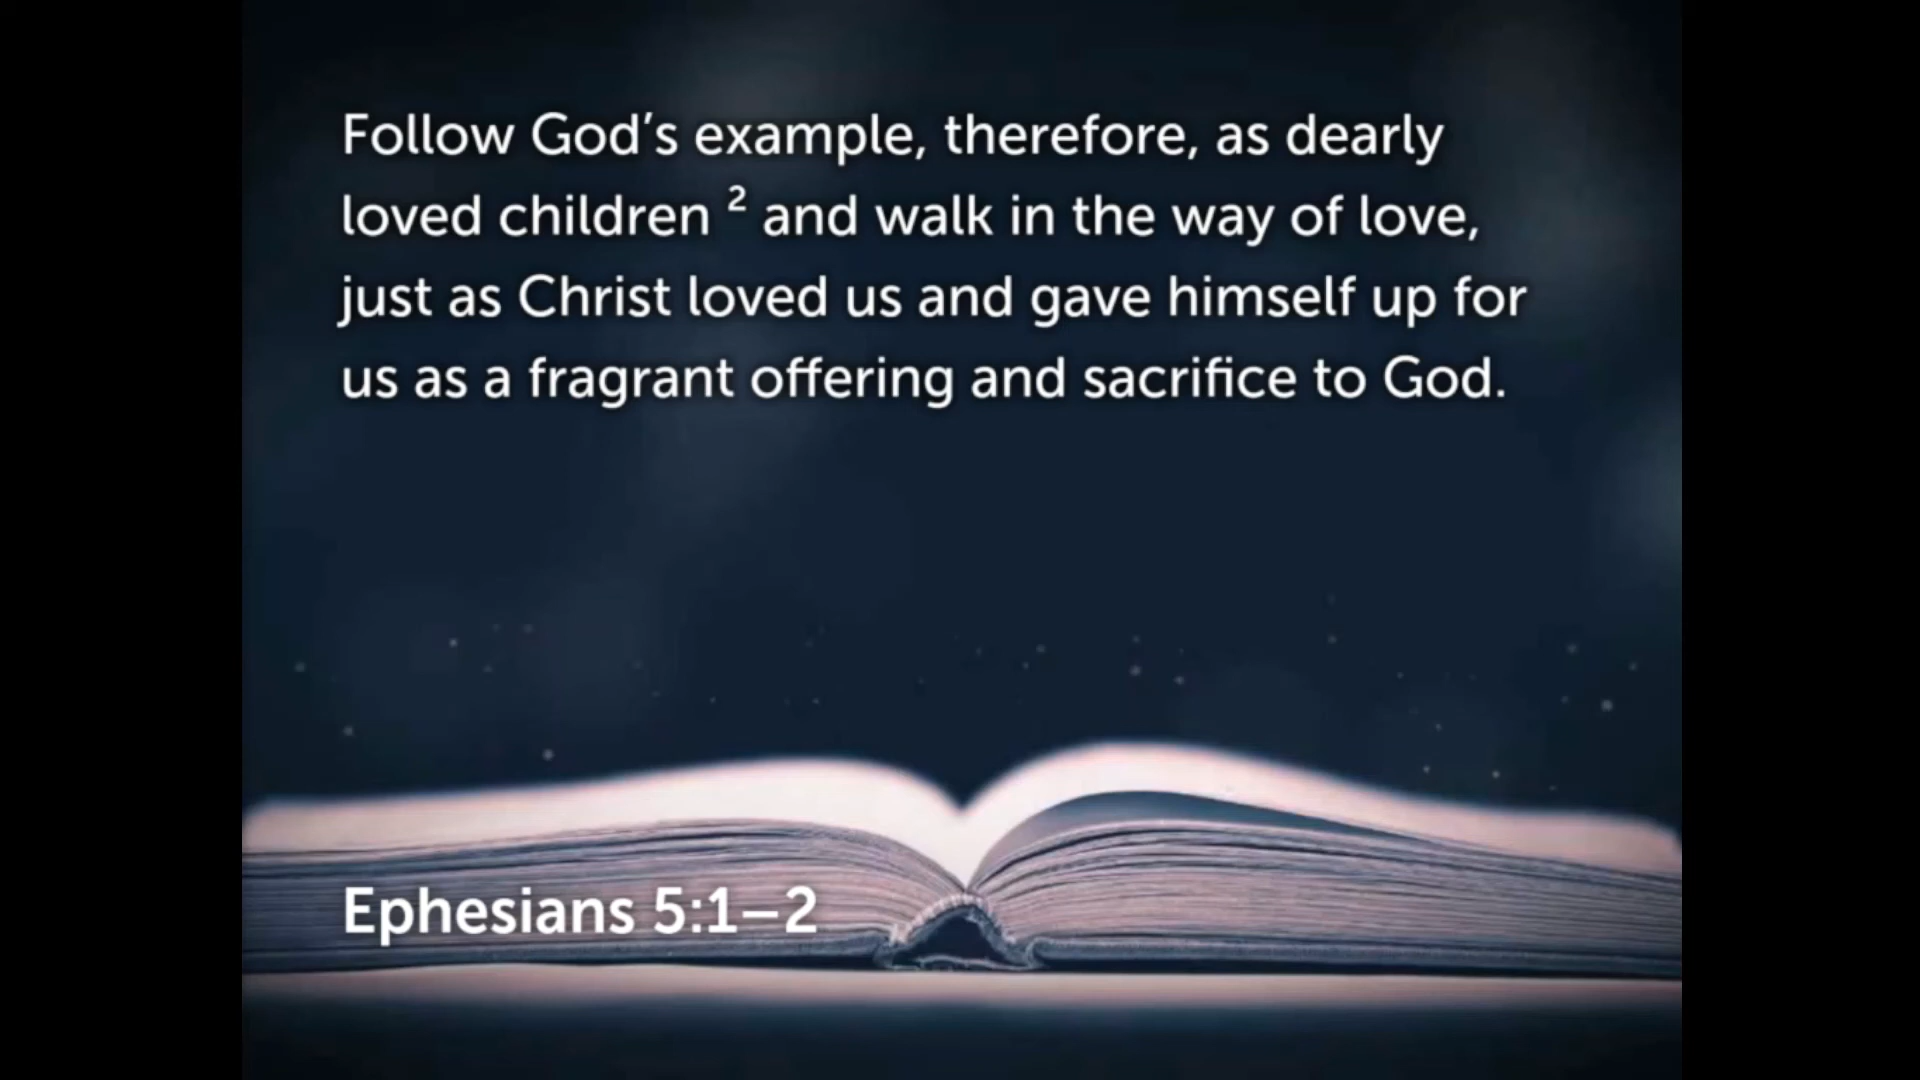 Follow God’s example, therefore, as dearly
loved children ² and walk in the way of love,
just as Christ loved us and gave himself up for
us as a fragrant offering and sacrifice to God.
Ephesians 5:1–2